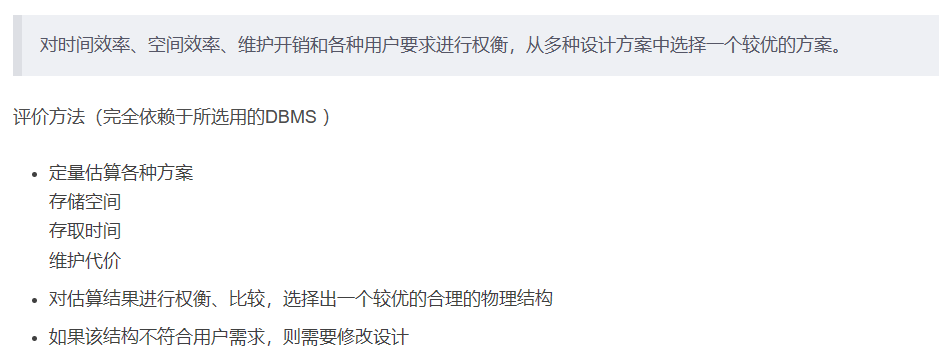 对时间效率、空间效率、维护开销和各种用户要求进行权衡，从多种设计方案中选择一个较优的方案。
评价方法（完全依赖于所选用的DBMS ）
• 定量估算各种方案
存储空间
存取时间
维护代价
• 对估算结果进行权衡、比较，选择出一个较优的合理的物理结构
• 如果该结构不符合用户需求，则需要修改设计